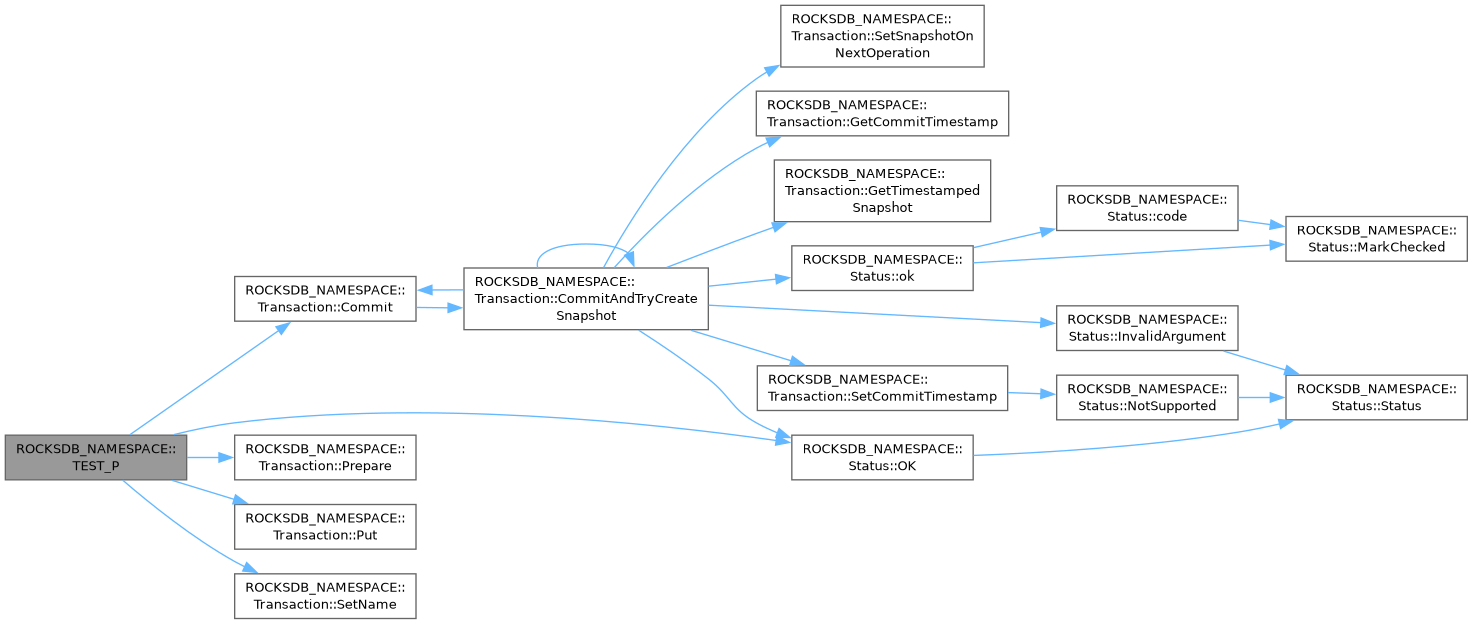 ROCKSDB_NAMESPACE::
TEST_P
ROCKSDB_NAMESPACE::
Transaction::Commit
ROCKSDB_NAMESPACE::
Transaction::Prepare
ROCKSDB_NAMESPACE::
Transaction::Put
ROCKSDB_NAMESPACE::
Transaction::SetName
ROCKSDB_NAMESPACE::
Transaction::CommitAndTryCreate
Snapshot
ROCKSDB_NAMESPACE::
Transaction::SetSnapshotOn
NextOperation
ROCKSDB_NAMESPACE::
Transaction::GetCommitTimestamp
ROCKSDB_NAMESPACE::
Transaction::GetTimestamped
Snapshot
ROCKSDB_NAMESPACE::
Status::ok
ROCKSDB_NAMESPACE::
Transaction::SetCommitTimestamp
ROCKSDB_NAMESPACE::
Status::OK
ROCKSDB_NAMESPACE::
Status::code
ROCKSDB_NAMESPACE::
Status::InvalidArgument
ROCKSDB_NAMESPACE::
Status::NotSupported
ROCKSDB_NAMESPACE::
Status::MarkChecked
ROCKSDB_NAMESPACE::
Status::Status